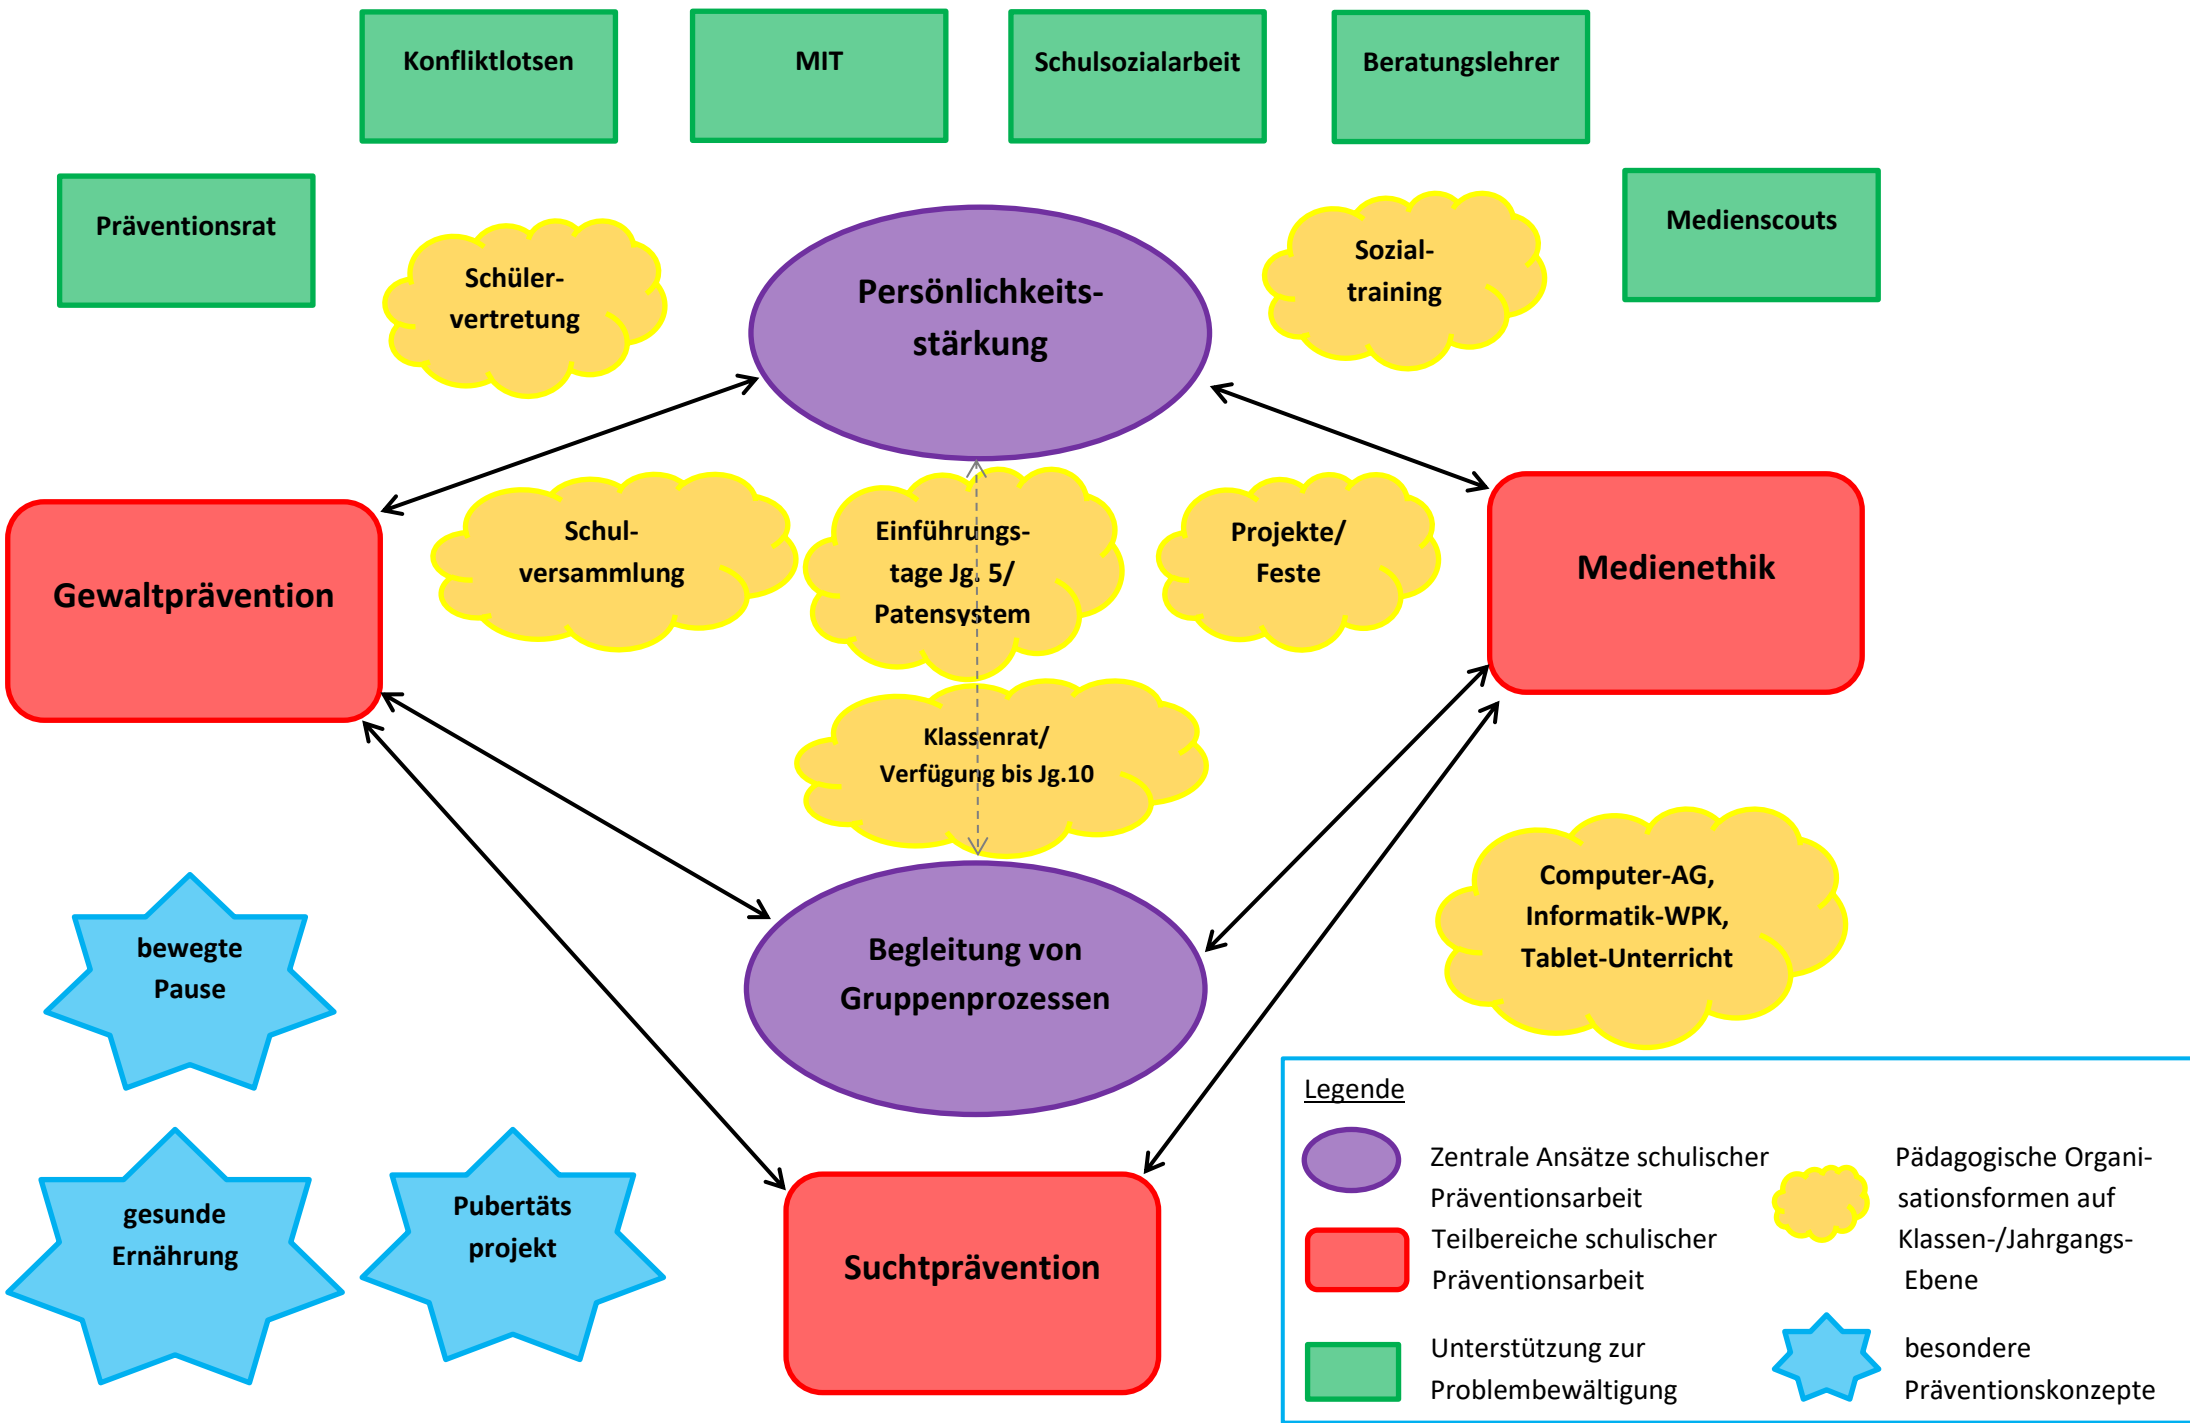 Konfliktlotsen
MIT
Schulsozialarbeit
Beratungslehrer
Präventionsrat
Medienscouts
Schüler-
vertretung
Persönlichkeits-
stärkung
Sozial-
training
Gewaltprävention
Schul-
versammlung
Einführungs-
tage Jg. 5/
Patensystem
Projekte/
Feste
Medienethik
Klassenrat/
Verfügung bis Jg.10
bewegte
Pause
Begleitung von
Gruppenprozessen
Computer-AG,
Informatik-WPK,
Tablet-Unterricht
gesunde
Ernährung
Pubertäts
projekt
Suchtprävention
Legende
Zentrale Ansätze schulischer
Präventionsarbeit
Teilbereiche schulischer
Präventionsarbeit
Unterstützung zur
Problembewältigung
Pädagogische Organi-
sationsformen auf
Klassen-/Jahrgangs-
Ebene
besondere
Präventionskonzepte